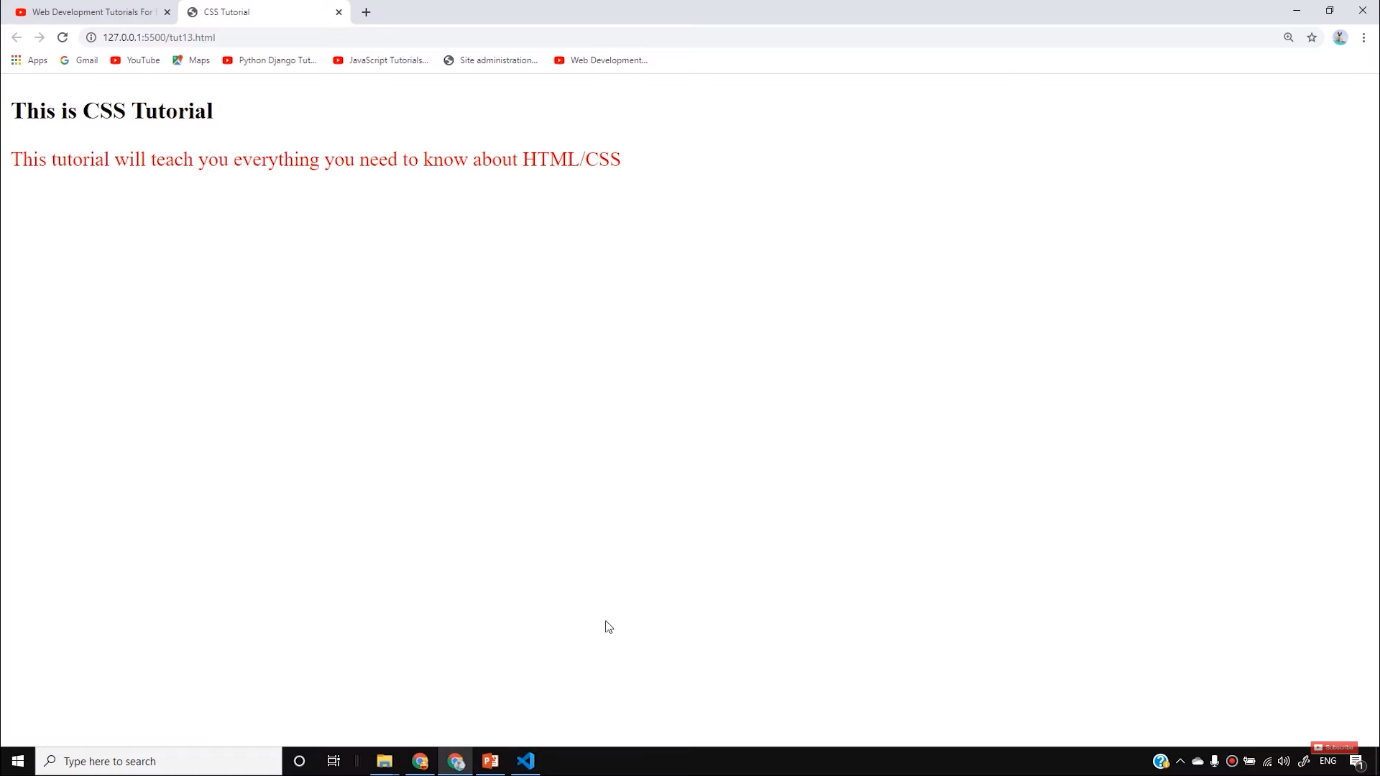 Web Development Tutorials For
CSS Tutorial
127.0.0.1:5500/tut13.html
Apps
Gmail
YouTube
Maps
Python Django Tut...
JavaScript Tutorials...
Site administration...
Web Development...
This is CSS Tutorial
This tutorial will teach you everything you need to know about HTML/CSS
Subscribe
Type here to search
ENG
1